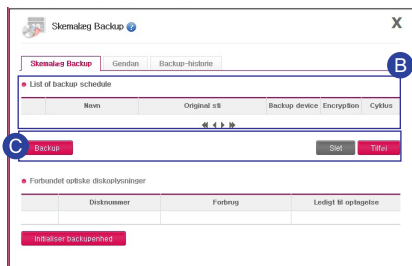 Skemalæg Backup ? X
Skemalæg Backup Gendan Backup-historie
B
List of backup schedule
Navn Original sti Backup device Encryption Cyklus
C
Backup Slet Tilføj
Forbundet optiske diskoplysninger
Disknummer Forbrug Ledigt til optagelse
Initialiser backupenhed